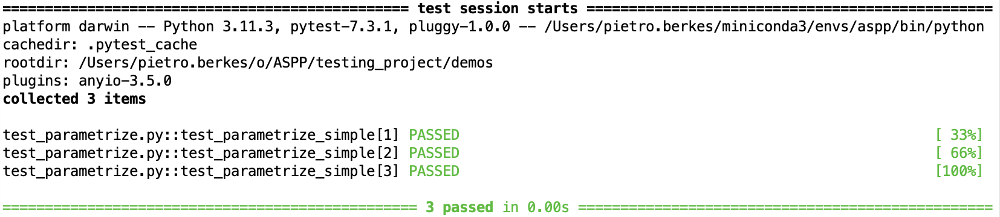 ================================================ test session starts ================================================
platform darwin -- Python 3.11.3, pytest-7.3.1, pluggy-1.0.0 -- /Users/pietro.berkes/miniconda3/envs/aspp/bin/python
cachedir: .pytest_cache
rootdir: /Users/pietro.berkes/o/ASPP/testing_project/demos
plugins: anyio-3.5.0
collected 3 items
test_parametrize.py::test_parametrize_simple[1] PASSED [ 33%]
test_parametrize.py::test_parametrize_simple[2] PASSED [ 66%]
test_parametrize.py::test_parametrize_simple[3] PASSED [100%]
================================================= 3 passed in 0.00s =================================================